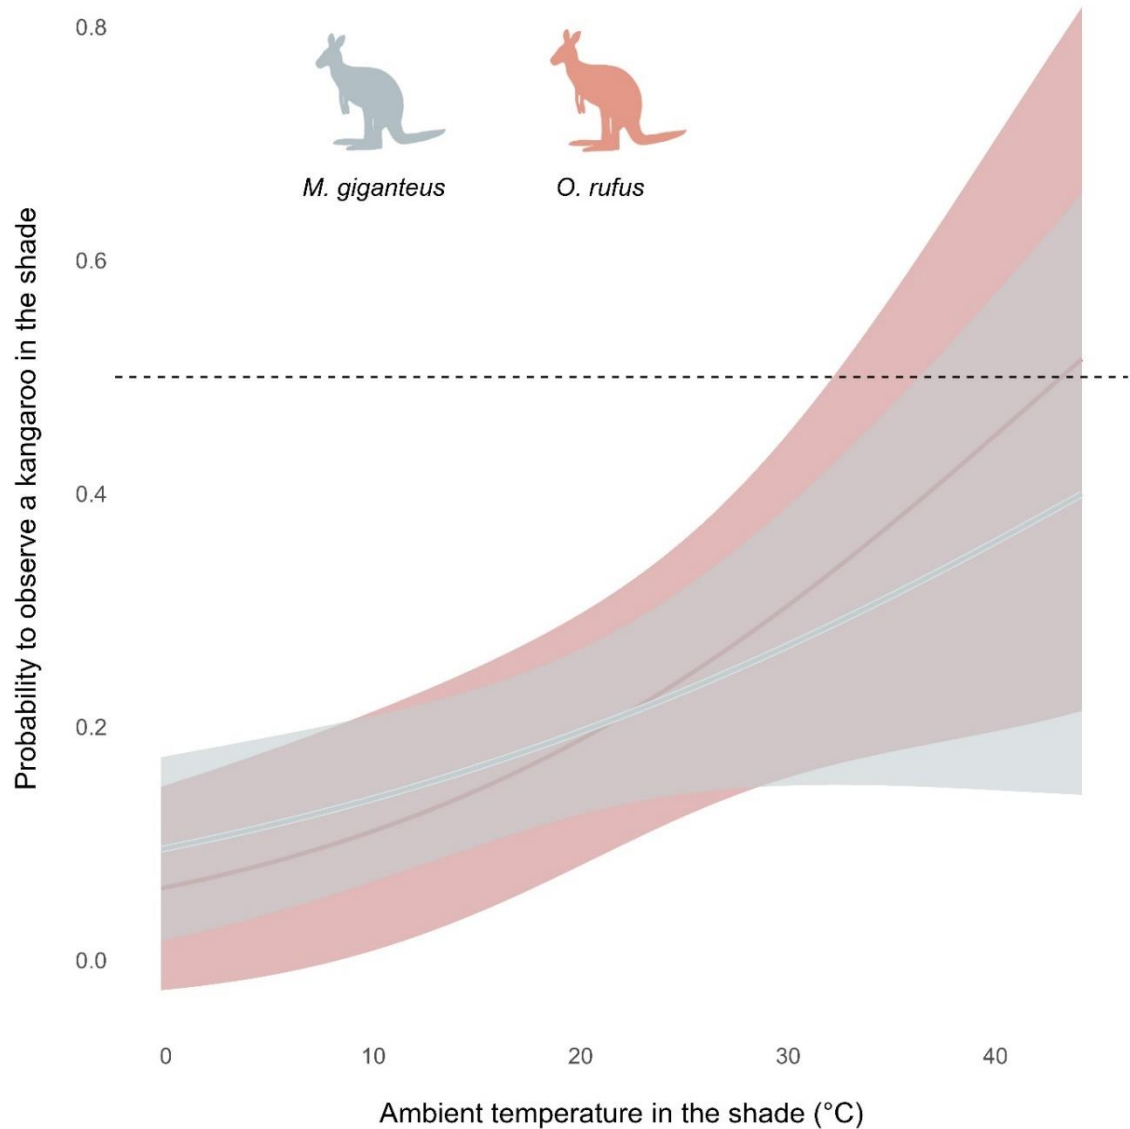 0.8
M. giganteus
O. rufus
0.6
0.4
0.2
0.0
Probability to observe a kangaroo in the shade
0
10
20
30
40
Ambient temperature in the shade (°C)